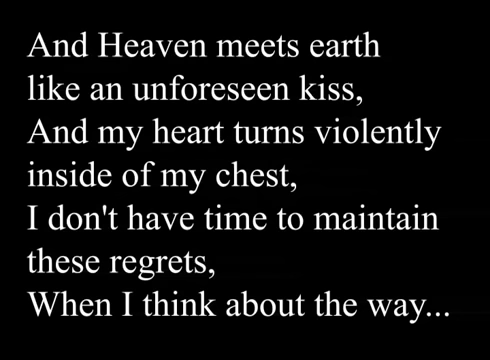 And Heaven meets earth
like an unforeseen kiss,
And my heart turns violently
inside of my chest,
I don't have time to maintain
these regrets,
When I think about the way...